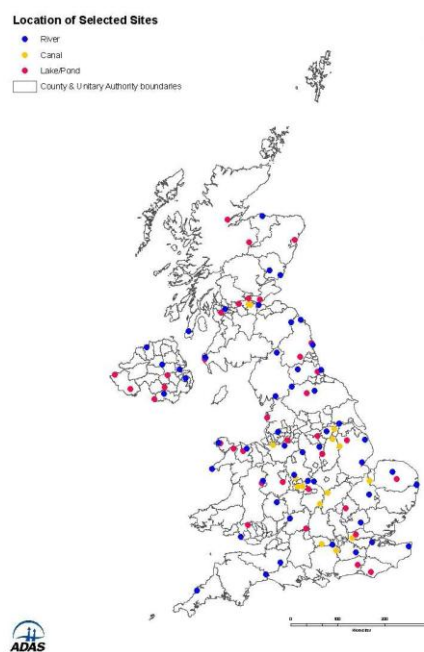 Location of Selected Sites
River
Canal
Lake/Pond
County & Unitary Authority boundaries
ADAS